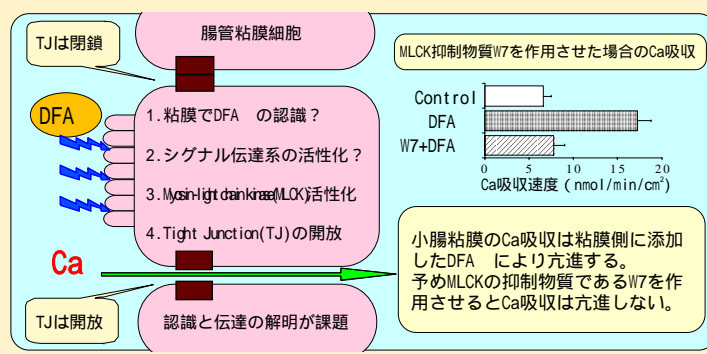 腸管粘膜細胞
TJは閉鎖
DFA
1.粘膜でDFA の認識?
2.シグナル伝達系の活性化?
3.Myosin-light chain kinase(MLCK)活性化
4.Tight Junction(TJ)の開放
Ca
TJは開放
認識と伝達の解明が課題
MLCK抑制物質W7を作用させた場合のCa吸収
Control
DFA
W7+DFA
0 5 10 15 20
Ca吸収速度(nmol/min/cm²)
小腸粘膜のCa吸収は粘膜側に添加
したDFA により亢進する。
予めMLCKの抑制物質であるW7を作
用させるとCa吸収は亢進しない。